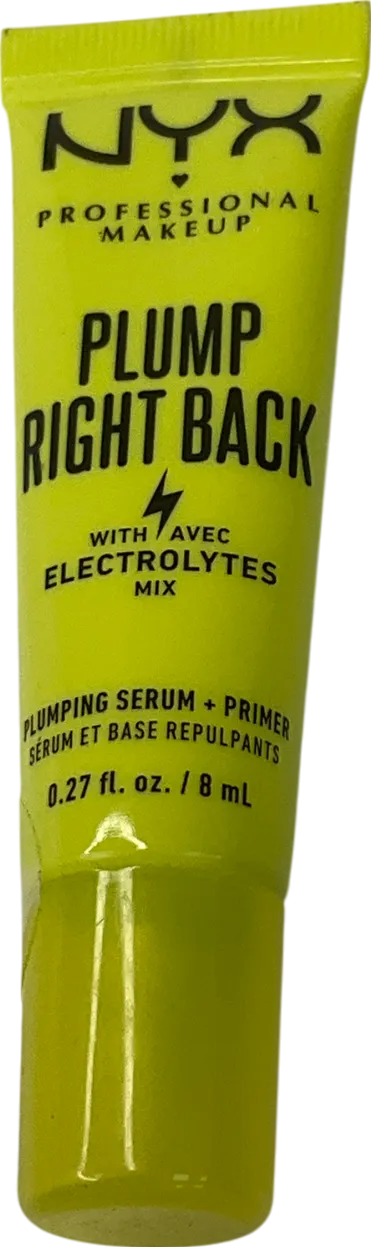 NYX
PROFESSIONAL
MAKEUP
PLUMP
RIGHT BACK
WITH AVEC
ELECTROLYTES
MIX
PLUMPING SERUM + PRIMER
SÉRUM ET BASE REPULPANTS
0.27 fl. oz. / 8 mL